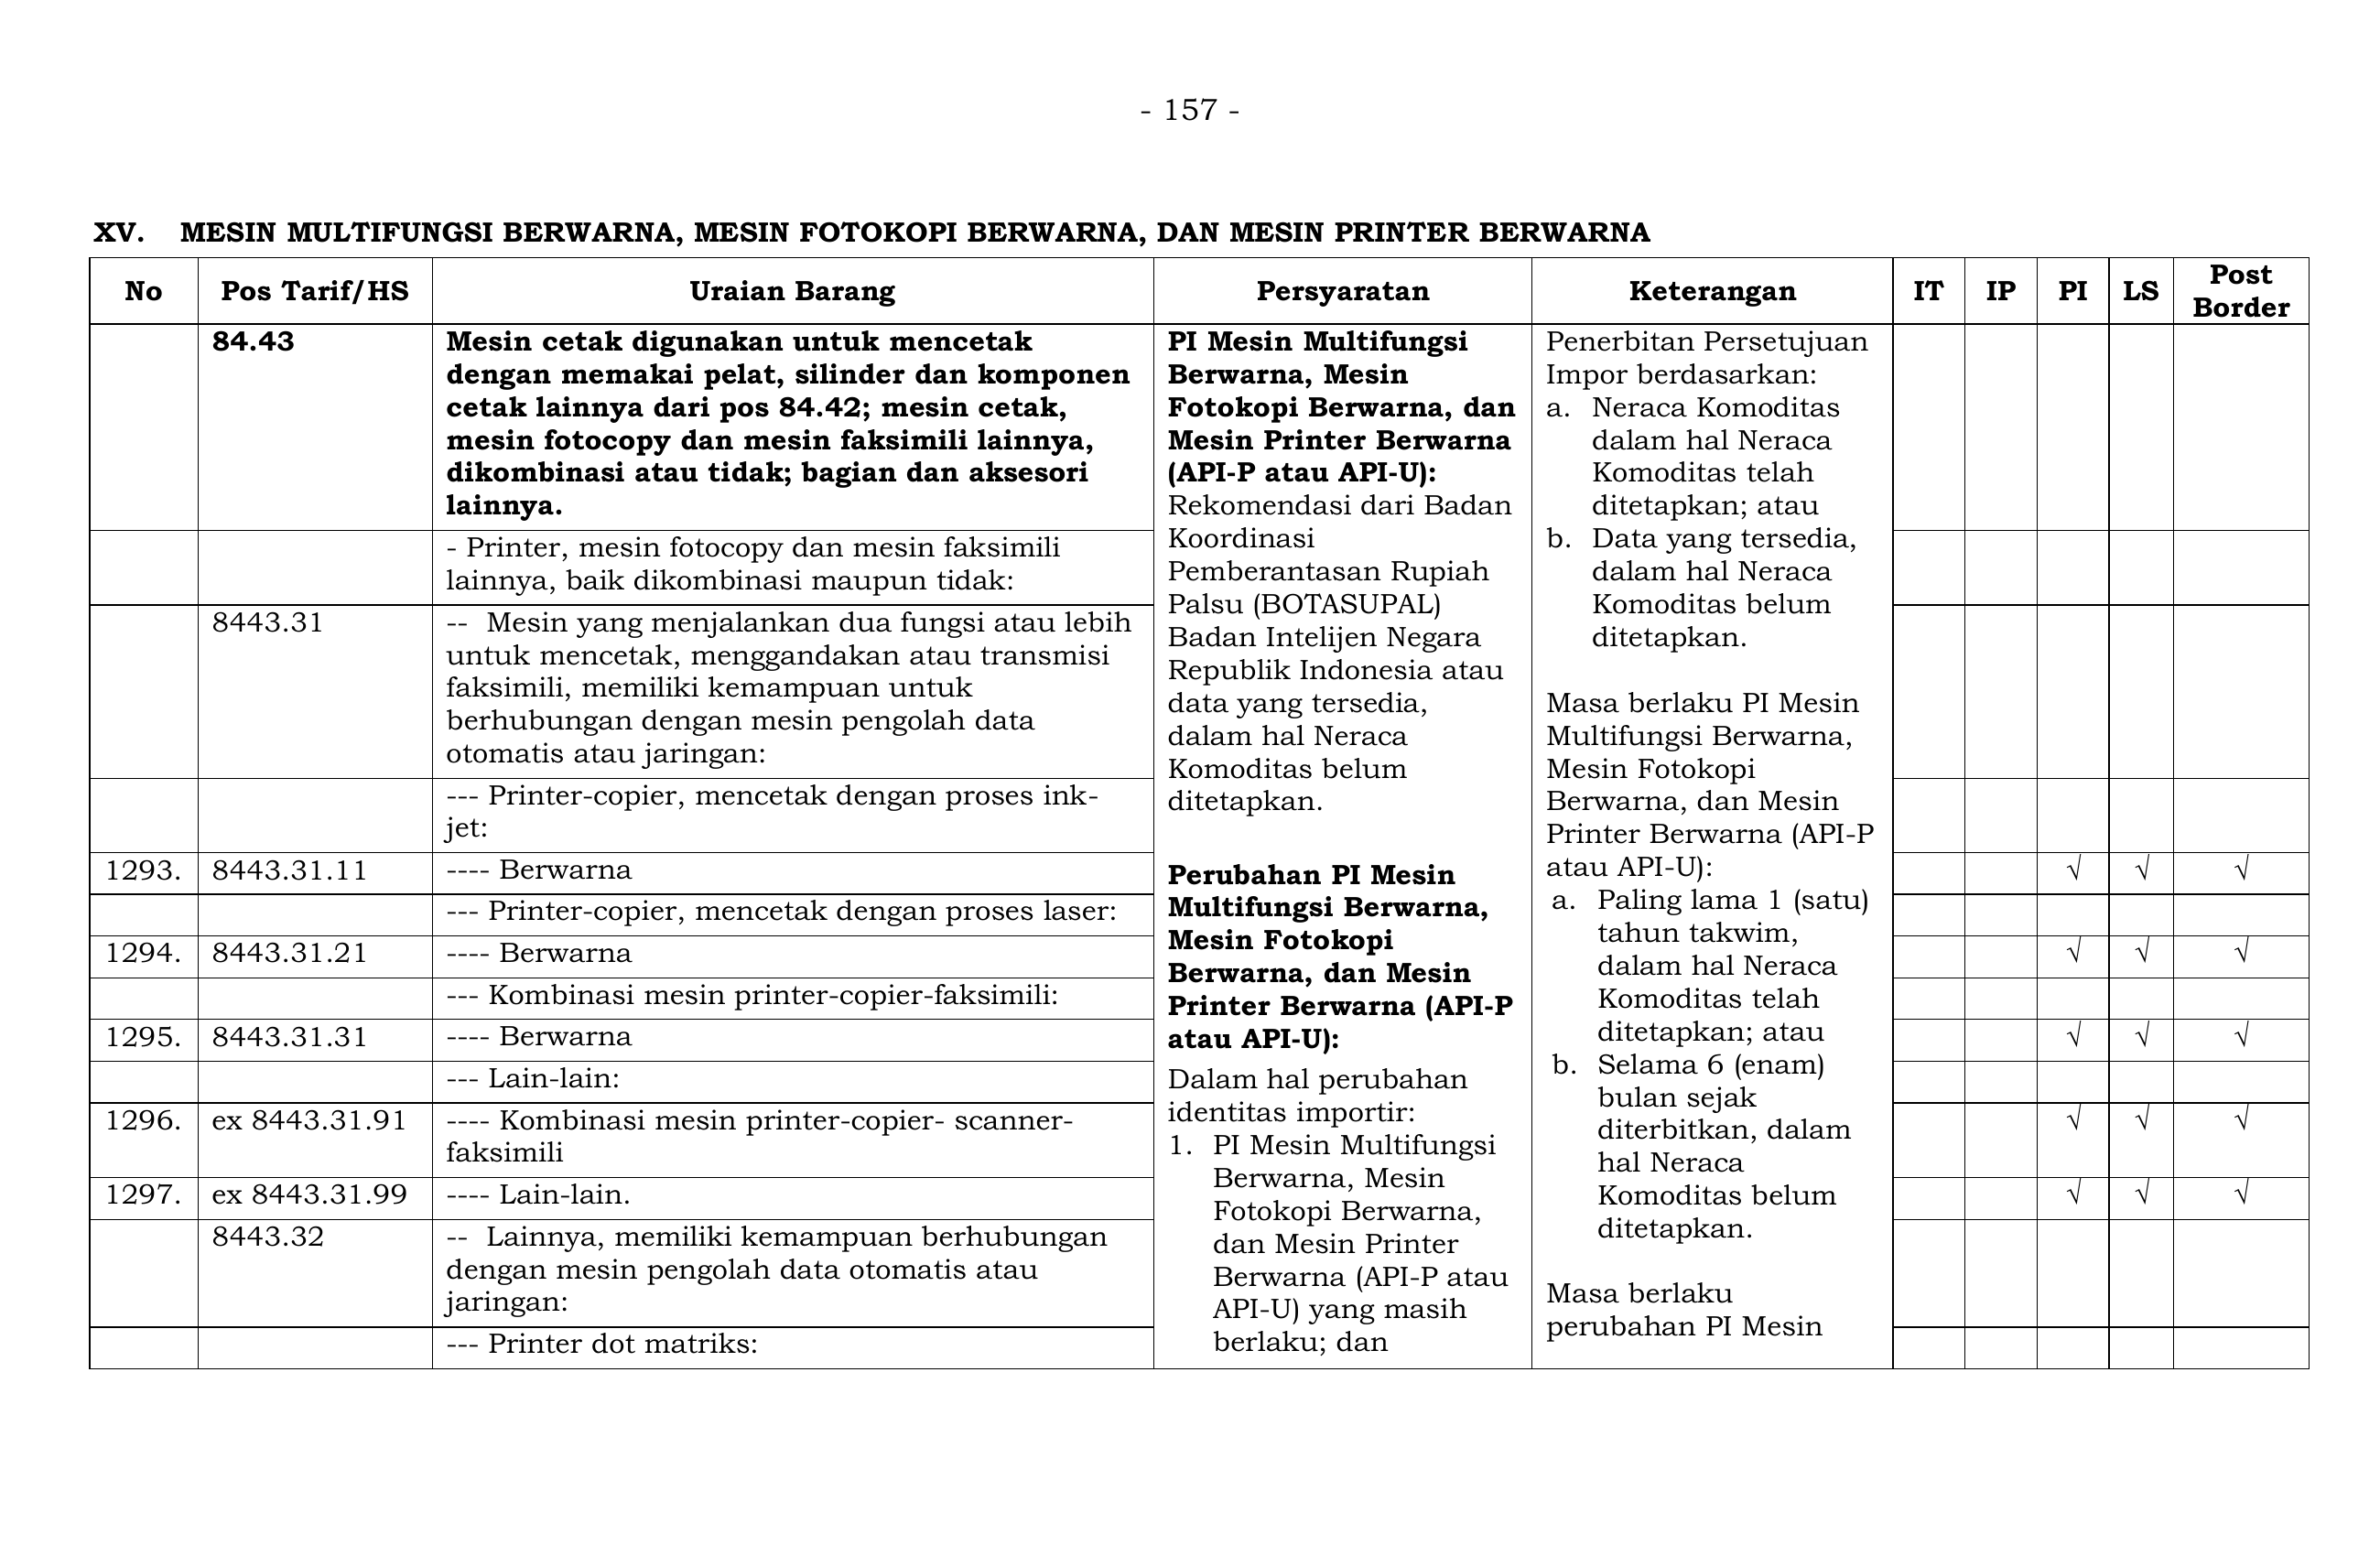 - 157 -
XV. MESIN MULTIFUNGSI BERWARNA, MESIN FOTOKOPI BERWARNA, DAN MESIN PRINTER BERWARNA
No Pos Tarif/HS Uraian Barang Persyaratan Keterangan IT IP PI LS Post Border
84.43
Mesin cetak digunakan untuk mencetak
dengan memakai pelat, silinder dan komponen
cetak lainnya dari pos 84.42; mesin cetak,
mesin fotocopy dan mesin faksimili lainnya,
dikombinasi atau tidak; bagian dan aksesori
lainnya.
- Printer, mesin fotocopy dan mesin faksimili
lainnya, baik dikombinasi maupun tidak:
8443.31
-- Mesin yang menjalankan dua fungsi atau lebih
untuk mencetak, menggandakan atau transmisi
faksimili, memiliki kemampuan untuk
berhubungan dengan mesin pengolah data
otomatis atau jaringan:
--- Printer-copier, mencetak dengan proses ink-
jet:
1293. 8443.31.11 ---- Berwarna √ √ √
--- Printer-copier, mencetak dengan proses laser:
1294. 8443.31.21 ---- Berwarna √ √ √
--- Kombinasi mesin printer-copier-faksimili:
1295. 8443.31.31 ---- Berwarna √ √ √
--- Lain-lain:
1296. ex 8443.31.91 ---- Kombinasi mesin printer-copier- scanner- √ √ √
faksimili
1297. ex 8443.31.99 ---- Lain-lain. √ √ √
8443.32
-- Lainnya, memiliki kemampuan berhubungan
dengan mesin pengolah data otomatis atau
jaringan:
--- Printer dot matriks:
PI Mesin Multifungsi
Berwarna, Mesin
Fotokopi Berwarna, dan
Mesin Printer Berwarna
(API-P atau API-U):
Rekomendasi dari Badan
Koordinasi
Pemberantasan Rupiah
Palsu (BOTASUPAL)
Badan Intelijen Negara
Republik Indonesia atau
data yang tersedia,
dalam hal Neraca
Komoditas belum
ditetapkan.
Perubahan PI Mesin
Multifungsi Berwarna,
Mesin Fotokopi
Berwarna, dan Mesin
Printer Berwarna (API-P
atau API-U):
Dalam hal perubahan
identitas importir:
1. PI Mesin Multifungsi
Berwarna, Mesin
Fotokopi Berwarna,
dan Mesin Printer
Berwarna (API-P atau
API-U) yang masih
berlaku; dan
Penerbitan Persetujuan
Impor berdasarkan:
a. Neraca Komoditas
dalam hal Neraca
Komoditas telah
ditetapkan; atau
b. Data yang tersedia,
dalam hal Neraca
Komoditas belum
ditetapkan.
Masa berlaku PI Mesin
Multifungsi Berwarna,
Mesin Fotokopi
Berwarna, dan Mesin
Printer Berwarna (API-P
atau API-U):
a. Paling lama 1 (satu)
tahun takwim,
dalam hal Neraca
Komoditas telah
ditetapkan; atau
b. Selama 6 (enam)
bulan sejak
diterbitkan, dalam
hal Neraca
Komoditas belum
ditetapkan.
Masa berlaku
perubahan PI Mesin